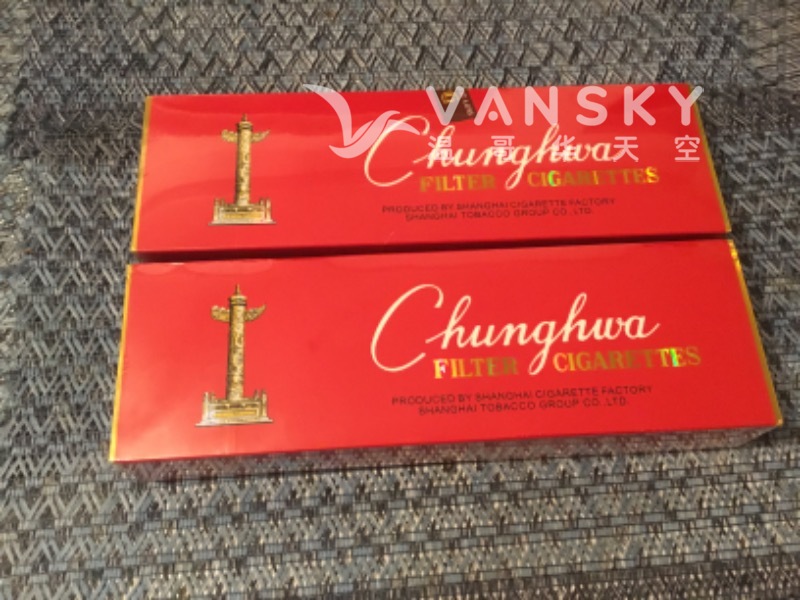 VANSKY
温哥华天空
Chunghwa
FILTER CIGARETTES
PRODUCED BY SHANGHAI CIGARETTE FACTORY
SHANGHAI TOBACCO GROUP CO., LTD.
Chunghwa
FILTER CIGARETTES
PRODUCED BY SHANGHAI CIGARETTE FACTORY
SHANGHAI TOBACCO GROUP CO., LTD.